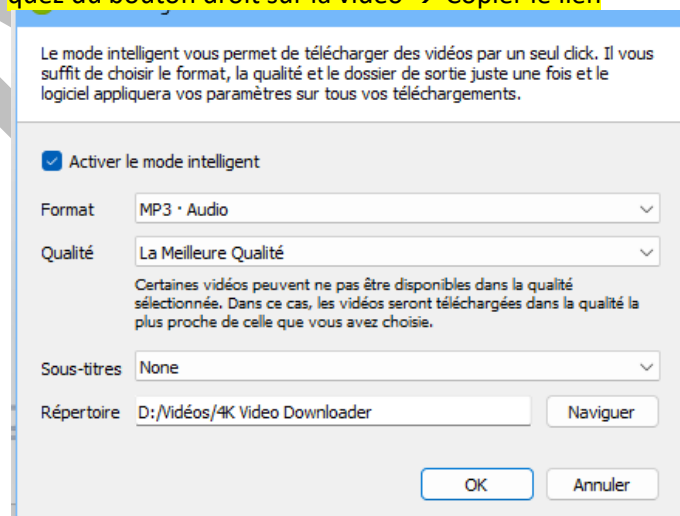 quez du bouton droit sur la vidéo → Copier le lien
Le mode intelligent vous permet de télécharger des vidéos par un seul click. Il vous
suffit de choisir le format, la qualité et le dossier de sortie juste une fois et le
logiciel appliquera vos paramètres sur tous vos téléchargements.
Activer le mode intelligent
Format MP3 · Audio
Qualité La Meilleure Qualité
Certaines vidéos peuvent ne pas être disponibles dans la qualité
sélectionnée. Dans ce cas, les vidéos seront téléchargées dans la qualité la
plus proche de celle que vous avez choisie.
Sous-titres None
Répertoire D:/Vidéos/4K Video Downloader Naviguer
OK Annuler